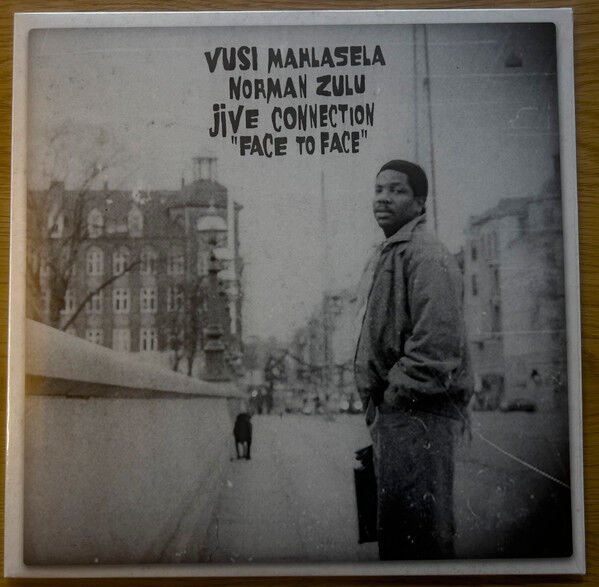 VUSI MAHLASELA
NORMAN ZULU
JiVE CONNECTION
"FACE TO FACE"